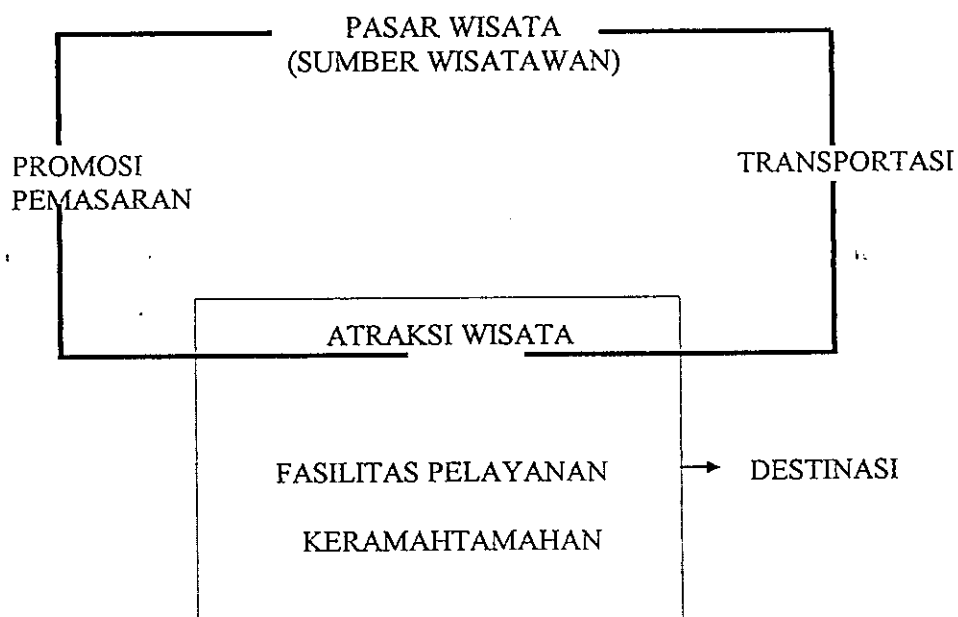 PASAR WISATA
(SUMBER WISATAWAN)
PROMOSI
PEMASARAN
TRANSPORTASI
ATRAKSI WISATA
FASILITAS PELAYANAN
DESTINASI
KERAMAHTAMAHAN